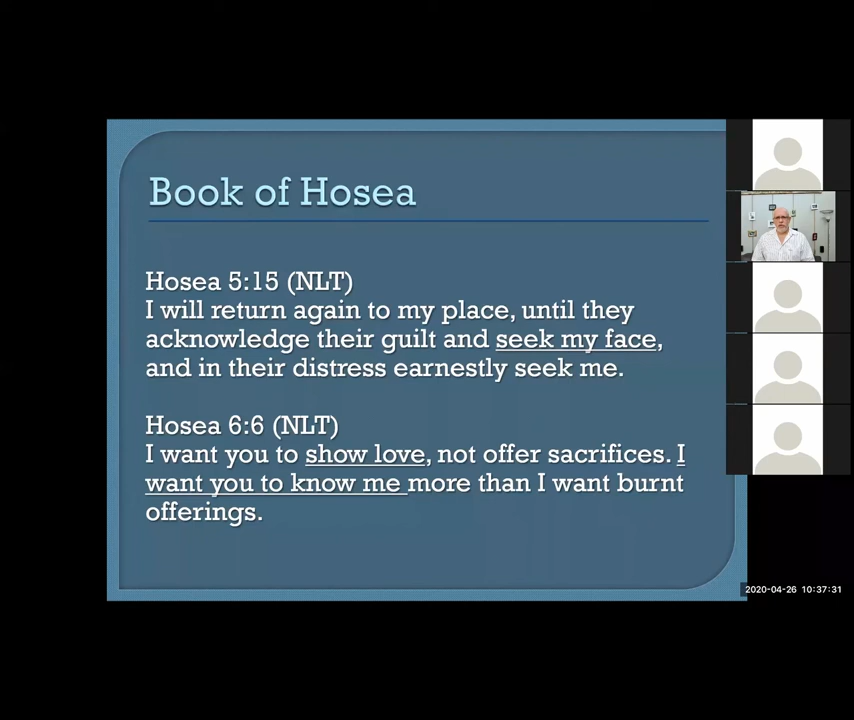 Book of Hosea
Hosea 5:15 (NLT)
I will return again to my place, until they
acknowledge their guilt and seek my face,
and in their distress earnestly seek me.
Hosea 6:6 (NLT)
I want you to show love, not offer sacrifices. I
want you to know me more than I want burnt
offerings.
2020-04-26 10:37:31